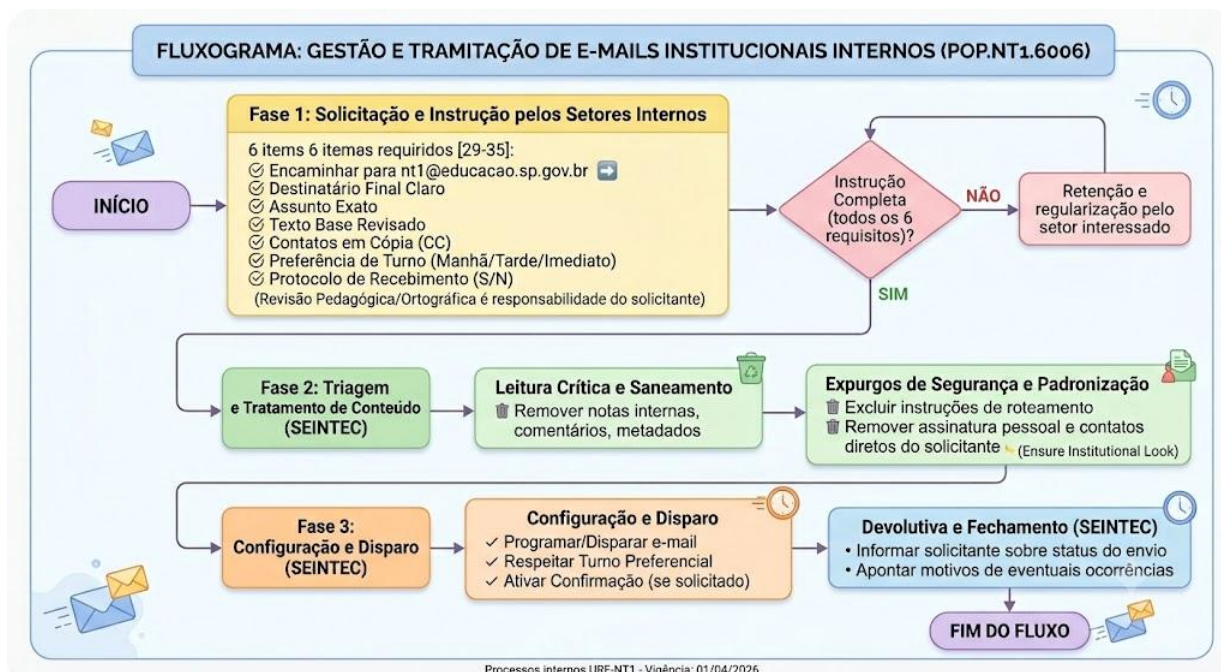 FLUXOGRAMA: GESTÃO E TRAMITAÇÃO DE E-MAILS INSTITUCIONAIS INTERNOS (POP.NT1.6006)
Fase 1: Solicitação e Instrução pelos Setores Internos
6 items 6 itemas requiridos [29-35]:
Encaminhar para nt1@educacao.sp.gov.br
Destinatário Final Claro
Assunto Exato
Texto Base Revisado
Contatos em Cópia (CC)
Preferência de Turno (Manhã/Tarde/Imediato)
Protocolo de Recebimento (S/N)
(Revisão Pedagógica/Ortográfica é responsabilidade do solicitante)
INÍCIO
Instrução
Completa
(todos os 6
requisitos)?
NÃO
Retenção e
regularização pelo
setor interessado
SIM
Fase 2: Triagem
e Tratamento de Conteúdo
(SEINTEC)
Leitura Crítica e Saneamento
Remover notas internas,
comentários, metadados
Expurgos de Segurança e Padronização
Excluir instruções de roteamento
Remover assinatura pessoal e contatos
diretos do solicitante (Ensure Institional Look)
Fase 3:
Configuração e Disparo
(SEINTEC)
Configuração e Disparo
Programar/Disparar e-mail
Respeitar Turno Preferencial
Ativar Confirmação (se solicitado)
Devolutiva e Fechamento (SEINTEC)
• Informar solicitante sobre status do envio
• Apontar motivos de eventuais ocorrências
FIM DO FLUXO
Processos internos URE-NT1 - Vigência: 01/04/2026